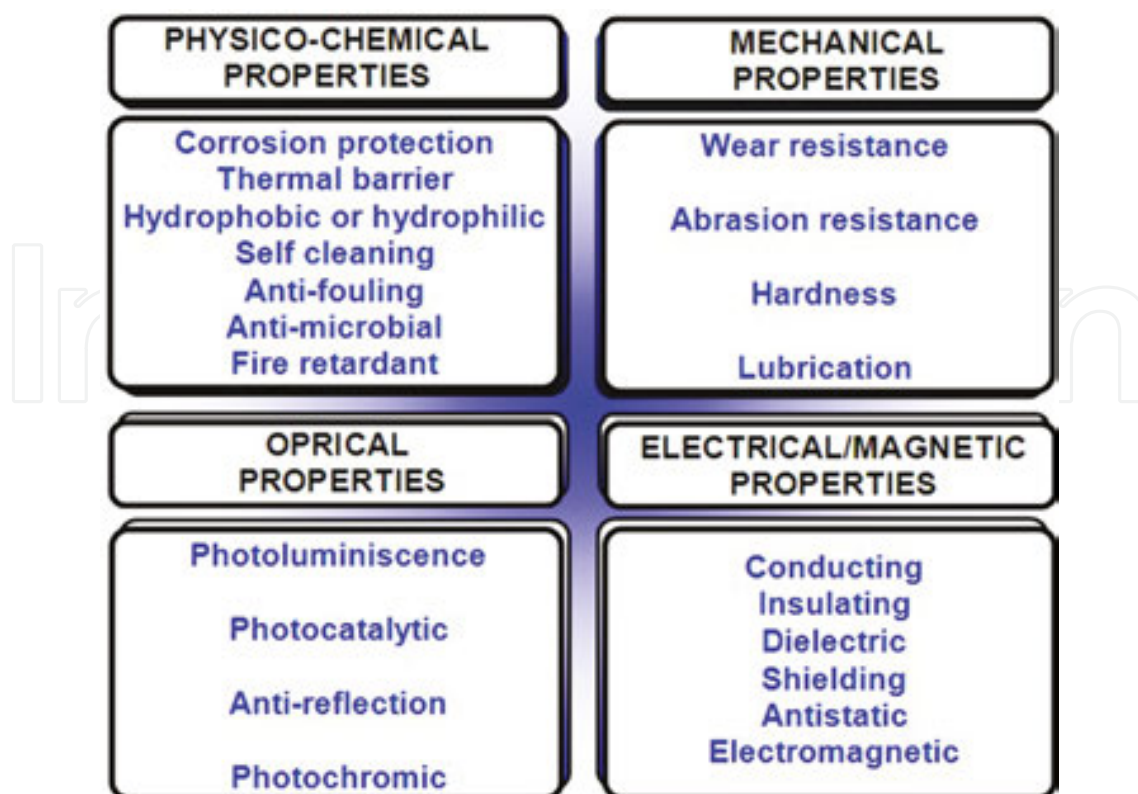 PHYSICO-CHEMICAL
PROPERTIES
Corrosion protection
Thermal barrier
Hydrophobic or hydrophilic
Self cleaning
Anti-fouling
Anti-microbial
Fire retardant
MECHANICAL
PROPERTIES
Wear resistance
Abrasion resistance
Hardness
Lubrication
OPRICAL
PROPERTIES
Photoluminiscence
Photocatalytic
Anti-reflection
Photochromic
ELECTRICAL/MAGNETIC
PROPERTIES
Conducting
Insulating
Dielectric
Shielding
Antistatic
Electromagnetic